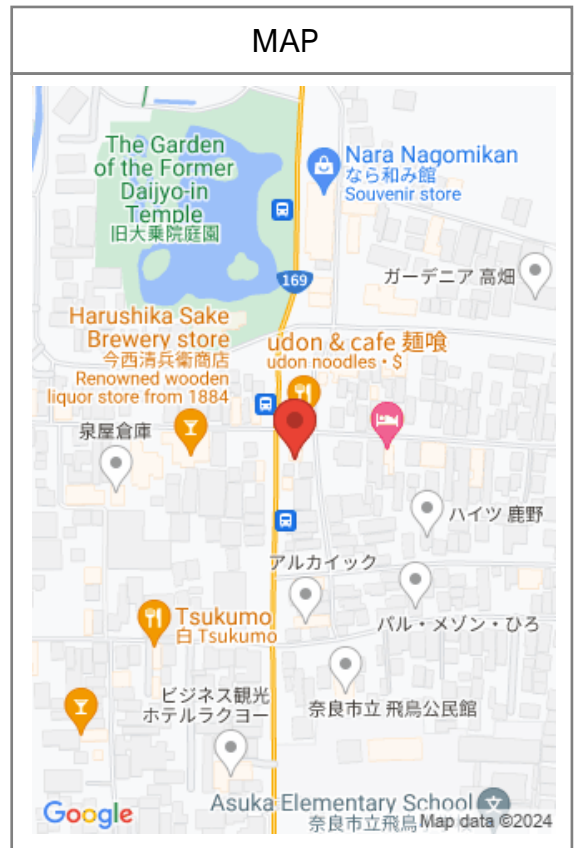 MAP
The Garden
of the Former
Daijyo-in
Temple
旧大乗院庭園
Nara Nagomikan
なら和み館
Souvenir store
169
ガーデニア 高畑
Harushika Sake
Brewery store
今西清兵衛商店
Renowned wooden
liquor store from 1884
udon & cafe 麺喰
udon noodles • $
泉屋倉庫
ハイツ 鹿野
アルカイック
パル・メゾン・ひろ
Tsukumo
白 Tsukumo
奈良市立 飛鳥公民館
ビジネス観光
ホテルラクヨー
Asuka Elementary School
奈良市立飛鳥
Google
Map data ©2024